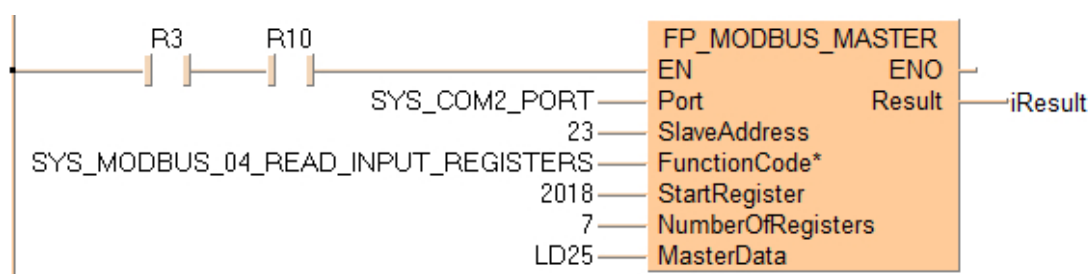 R3 R10 FP_MODBUS_MASTER
EN ENO
SYS_COM2_PORT Port Result iResult
23 SlaveAddress
SYS_MODBUS_04_READ_INPUT_REGISTERS FunctionCode*
2018 StartRegister
7 NumberOfRegisters
LD25 MasterData